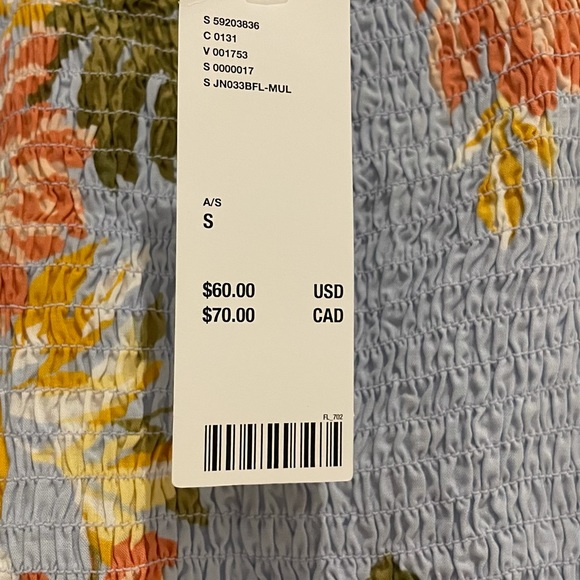 S 59203836
C 0131
V 001753
S 0000017
S JN033BFL-MUL
A/S
S
$60.00 USD
$70.00 CAD
FL_702